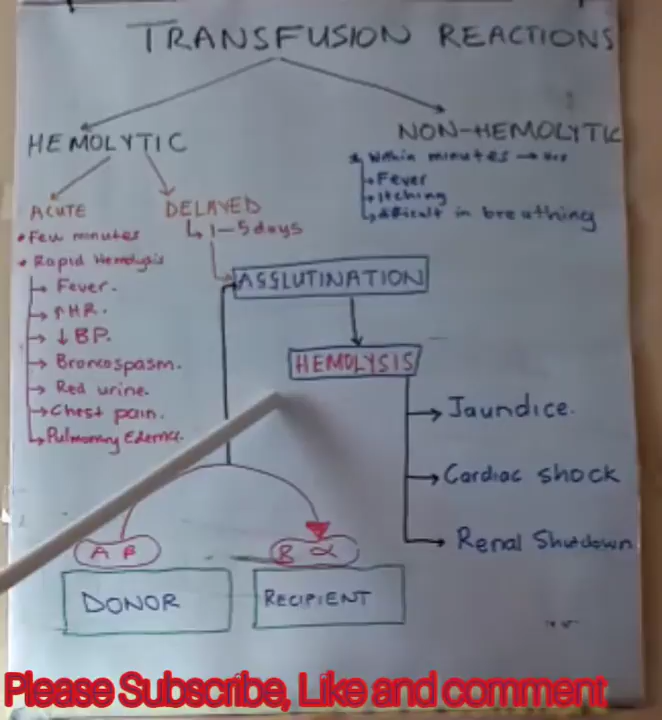 TRANSFUSION REACTIONS
HEMOLYTIC
NON-HEMOLYTIC
Within minutes → Hrs
Fever
Itching
difficult in breathing
ACUTE
• Few minutes
• Rapid Hemolysis
→ Fever.
→ ↑HR.
→ ↓BP.
→ Broncospasm.
→ Red urine.
→ Chest pain.
→ Pulmonary Edema.
DELAYED
↳ 1-5 days
ASSLUTINATION
HEMOLYSIS
→ Jaundice.
→ Cardiac shock
→ Renal Shutdown
A β
B α
DONOR
RECIPIENT
Please Subscribe, Like and comment